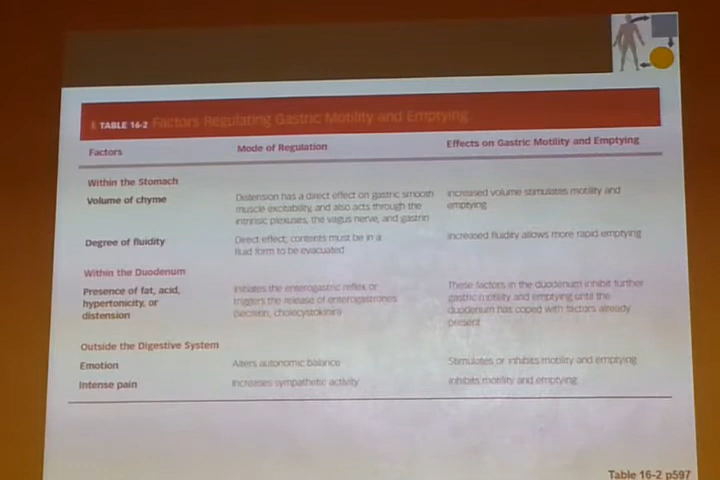 TABLE 16-2 Factors Regulating Gastric Motility and Emptying
Factors Mode of Regulation Effects on Gastric Motility and Emptying
Within the Stomach
Volume of chyme
Distension has a direct effect on gastric smooth
muscle excitability, and also acts through the
intrinsic plexuses, the vagus nerve, and gastrin
Increased volume stimulates motility and
emptying
Degree of fluidity
Direct effect; contents must be in a
fluid form to be evacuated
Increased fluidity allows more rapid emptying
Within the Duodenum
Presence of fat, acid,
hypertonicity, or
distension
Initiates the enterogastric reflex or
triggers the release of enterogastrones
(secretin, cholecystokinin)
These factors in the duodenum inhibit further
gastric motility and emptying until the
duodenum has coped with factors already
present
Outside the Digestive System
Emotion Alters autonomic balance Stimulates or inhibits motility and emptying
Intense pain Increases sympathetic activity Inhibits motility and emptying
Table 16-2 p597